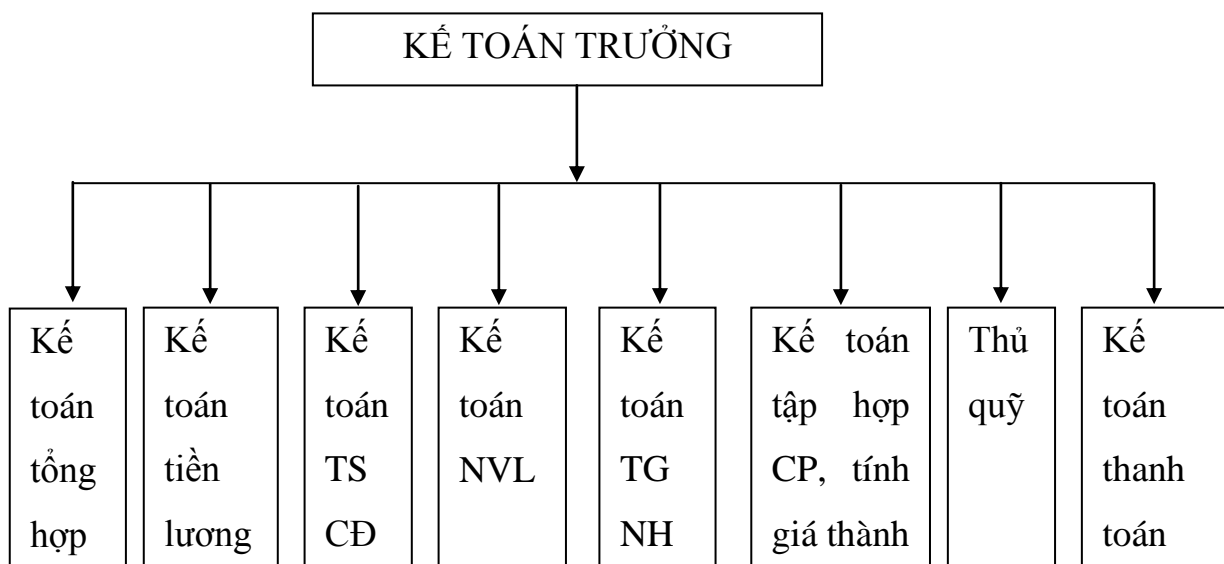 KẾ TOÁN TRƯỞNG
Kế
toán
tổng
hợp
Kế
toán
tiền
lương
Kế
toán
TS
CĐ
Kế
toán
NVL
Kế
toán
TG
NH
Kế toán
tập hợp
CP, tính
giá thành
Thủ
quỹ
Kế
toán
thanh
toán